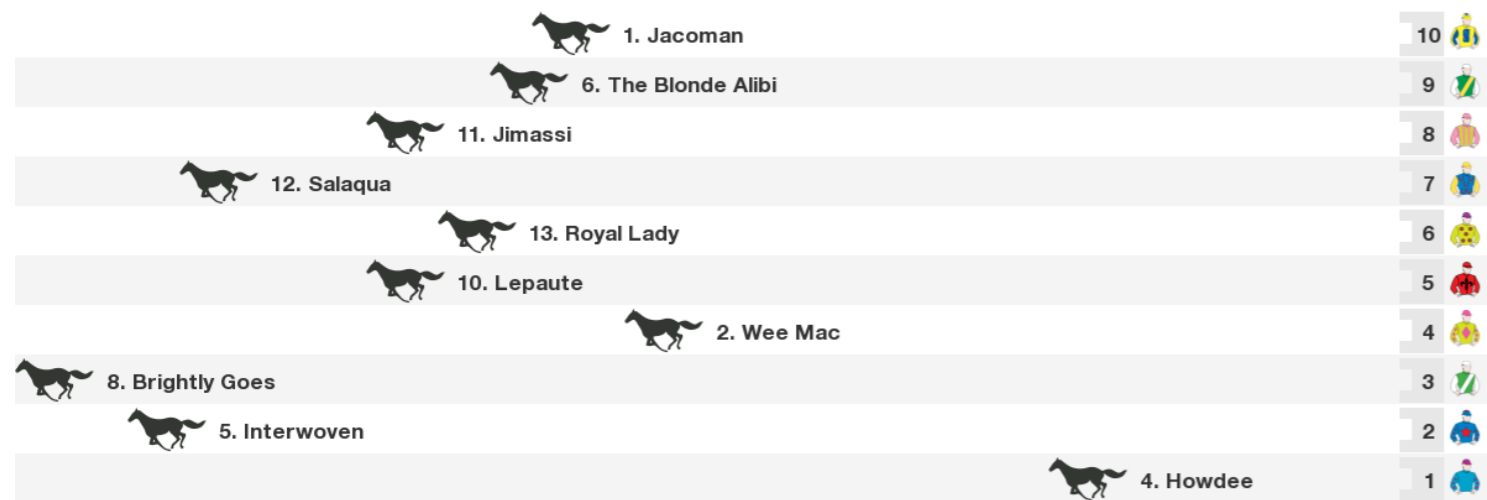 1. Jacoman 10
6. The Blonde Alibi 9
11. Jimassi 8
12. Salaqua 7
13. Royal Lady 6
10. Lepaute 5
2. Wee Mac 4
8. Brightly Goes 3
5. Interwoven 2
4. Howdee 1